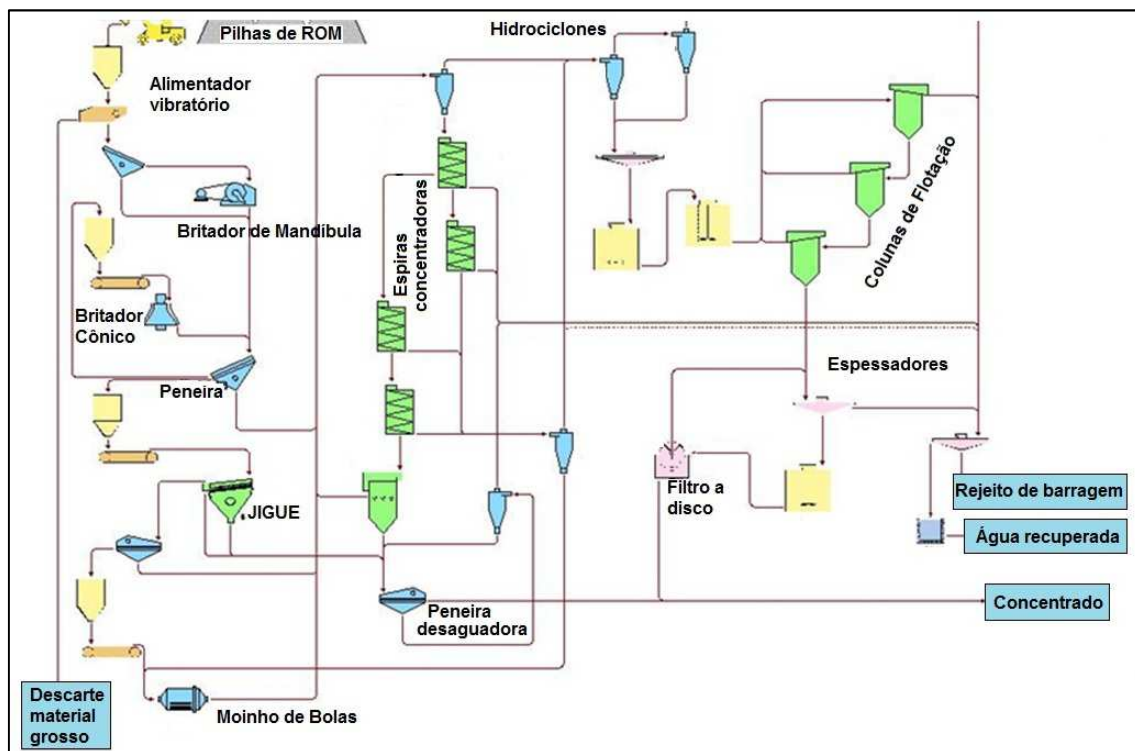 Pilhas de ROM
Hidrociclones
Alimentador
vibratório
Britador de Mandíbula
Espiras
concentradoras
Colunas de Flotação
Britador
Cônico
Peneira
Espessadores
JIGUE
Filtro a
disco
Rejeito de barragem
Água recuperada
Peneira
desaguadora
Concentrado
Descarte
material
grosso
Moinho de Bolas